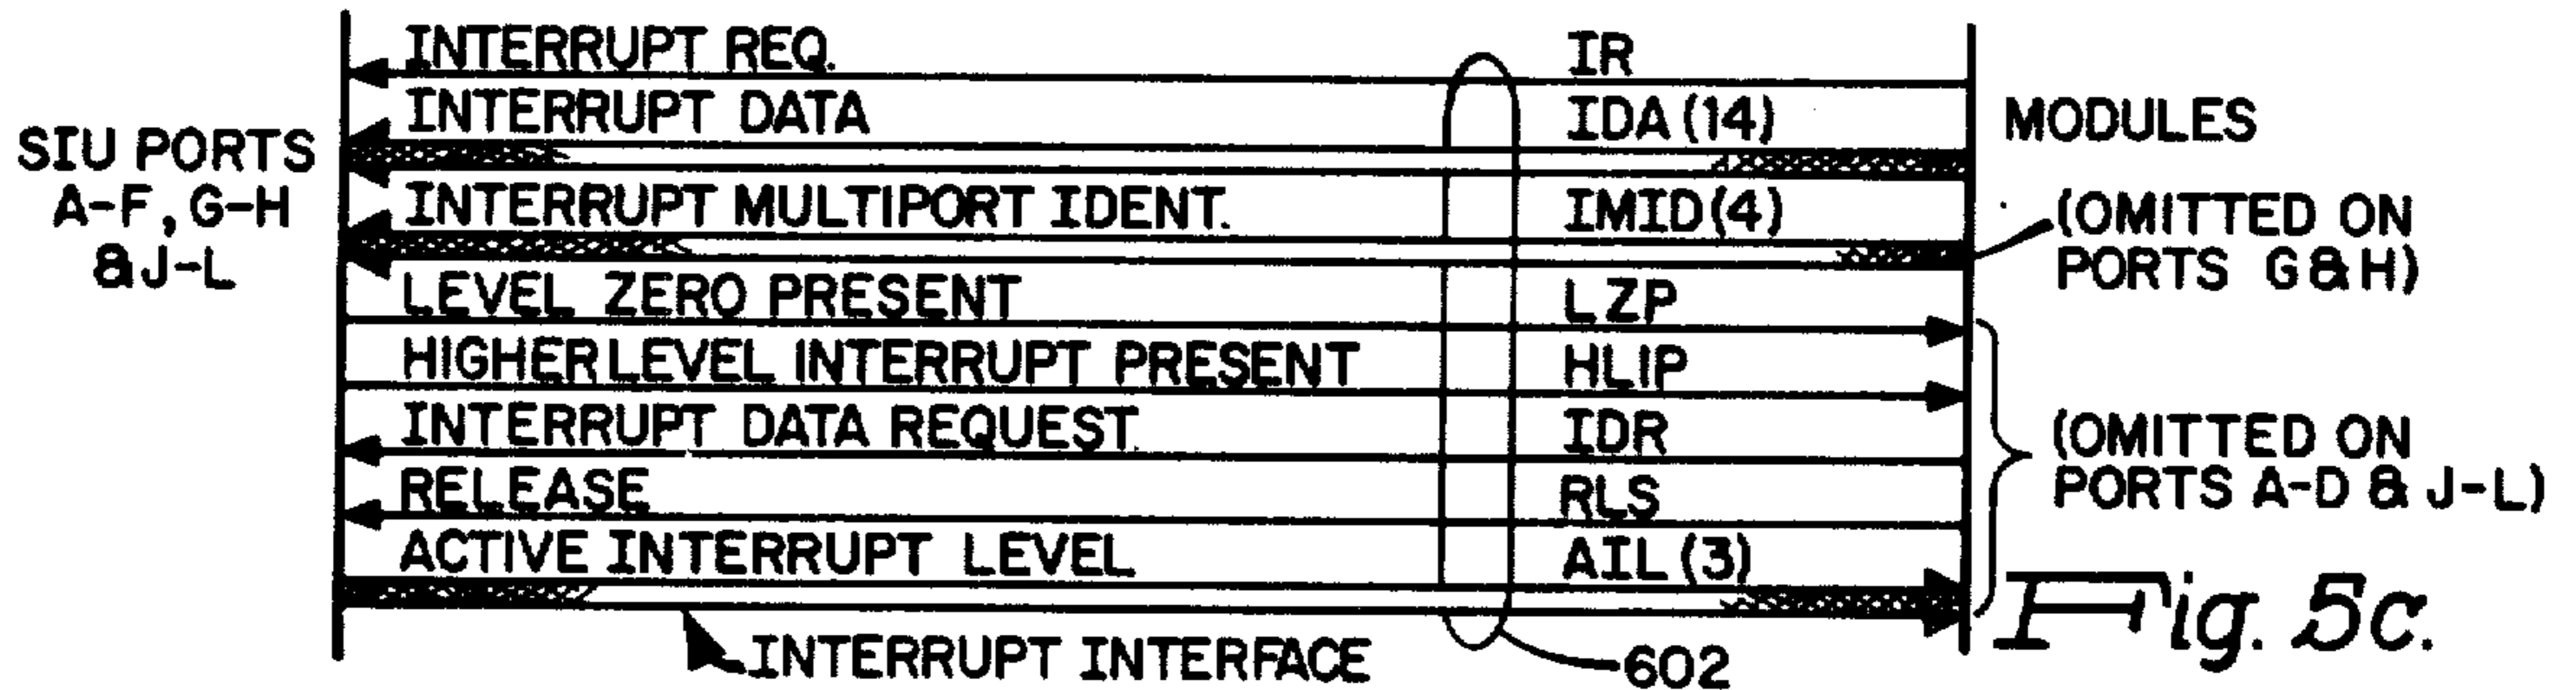 INTERRUPT REQ. IR
INTERRUPT DATA IDA (14)
INTERRUPT MULTIPORT IDENT. IMID (4)
LEVEL ZERO PRESENT LZP
HIGHER LEVEL INTERRUPT PRESENT HLIP
INTERRUPT DATA REQUEST IDR
RELEASE RLS
ACTIVE INTERRUPT LEVEL AIL (3)
SIU PORTS
A-F, G-H
& J-L
MODULES
(OMITTED ON
PORTS G & H)
(OMITTED ON
PORTS A-D & J-L)
INTERRUPT INTERFACE
602
Fig. 5c.